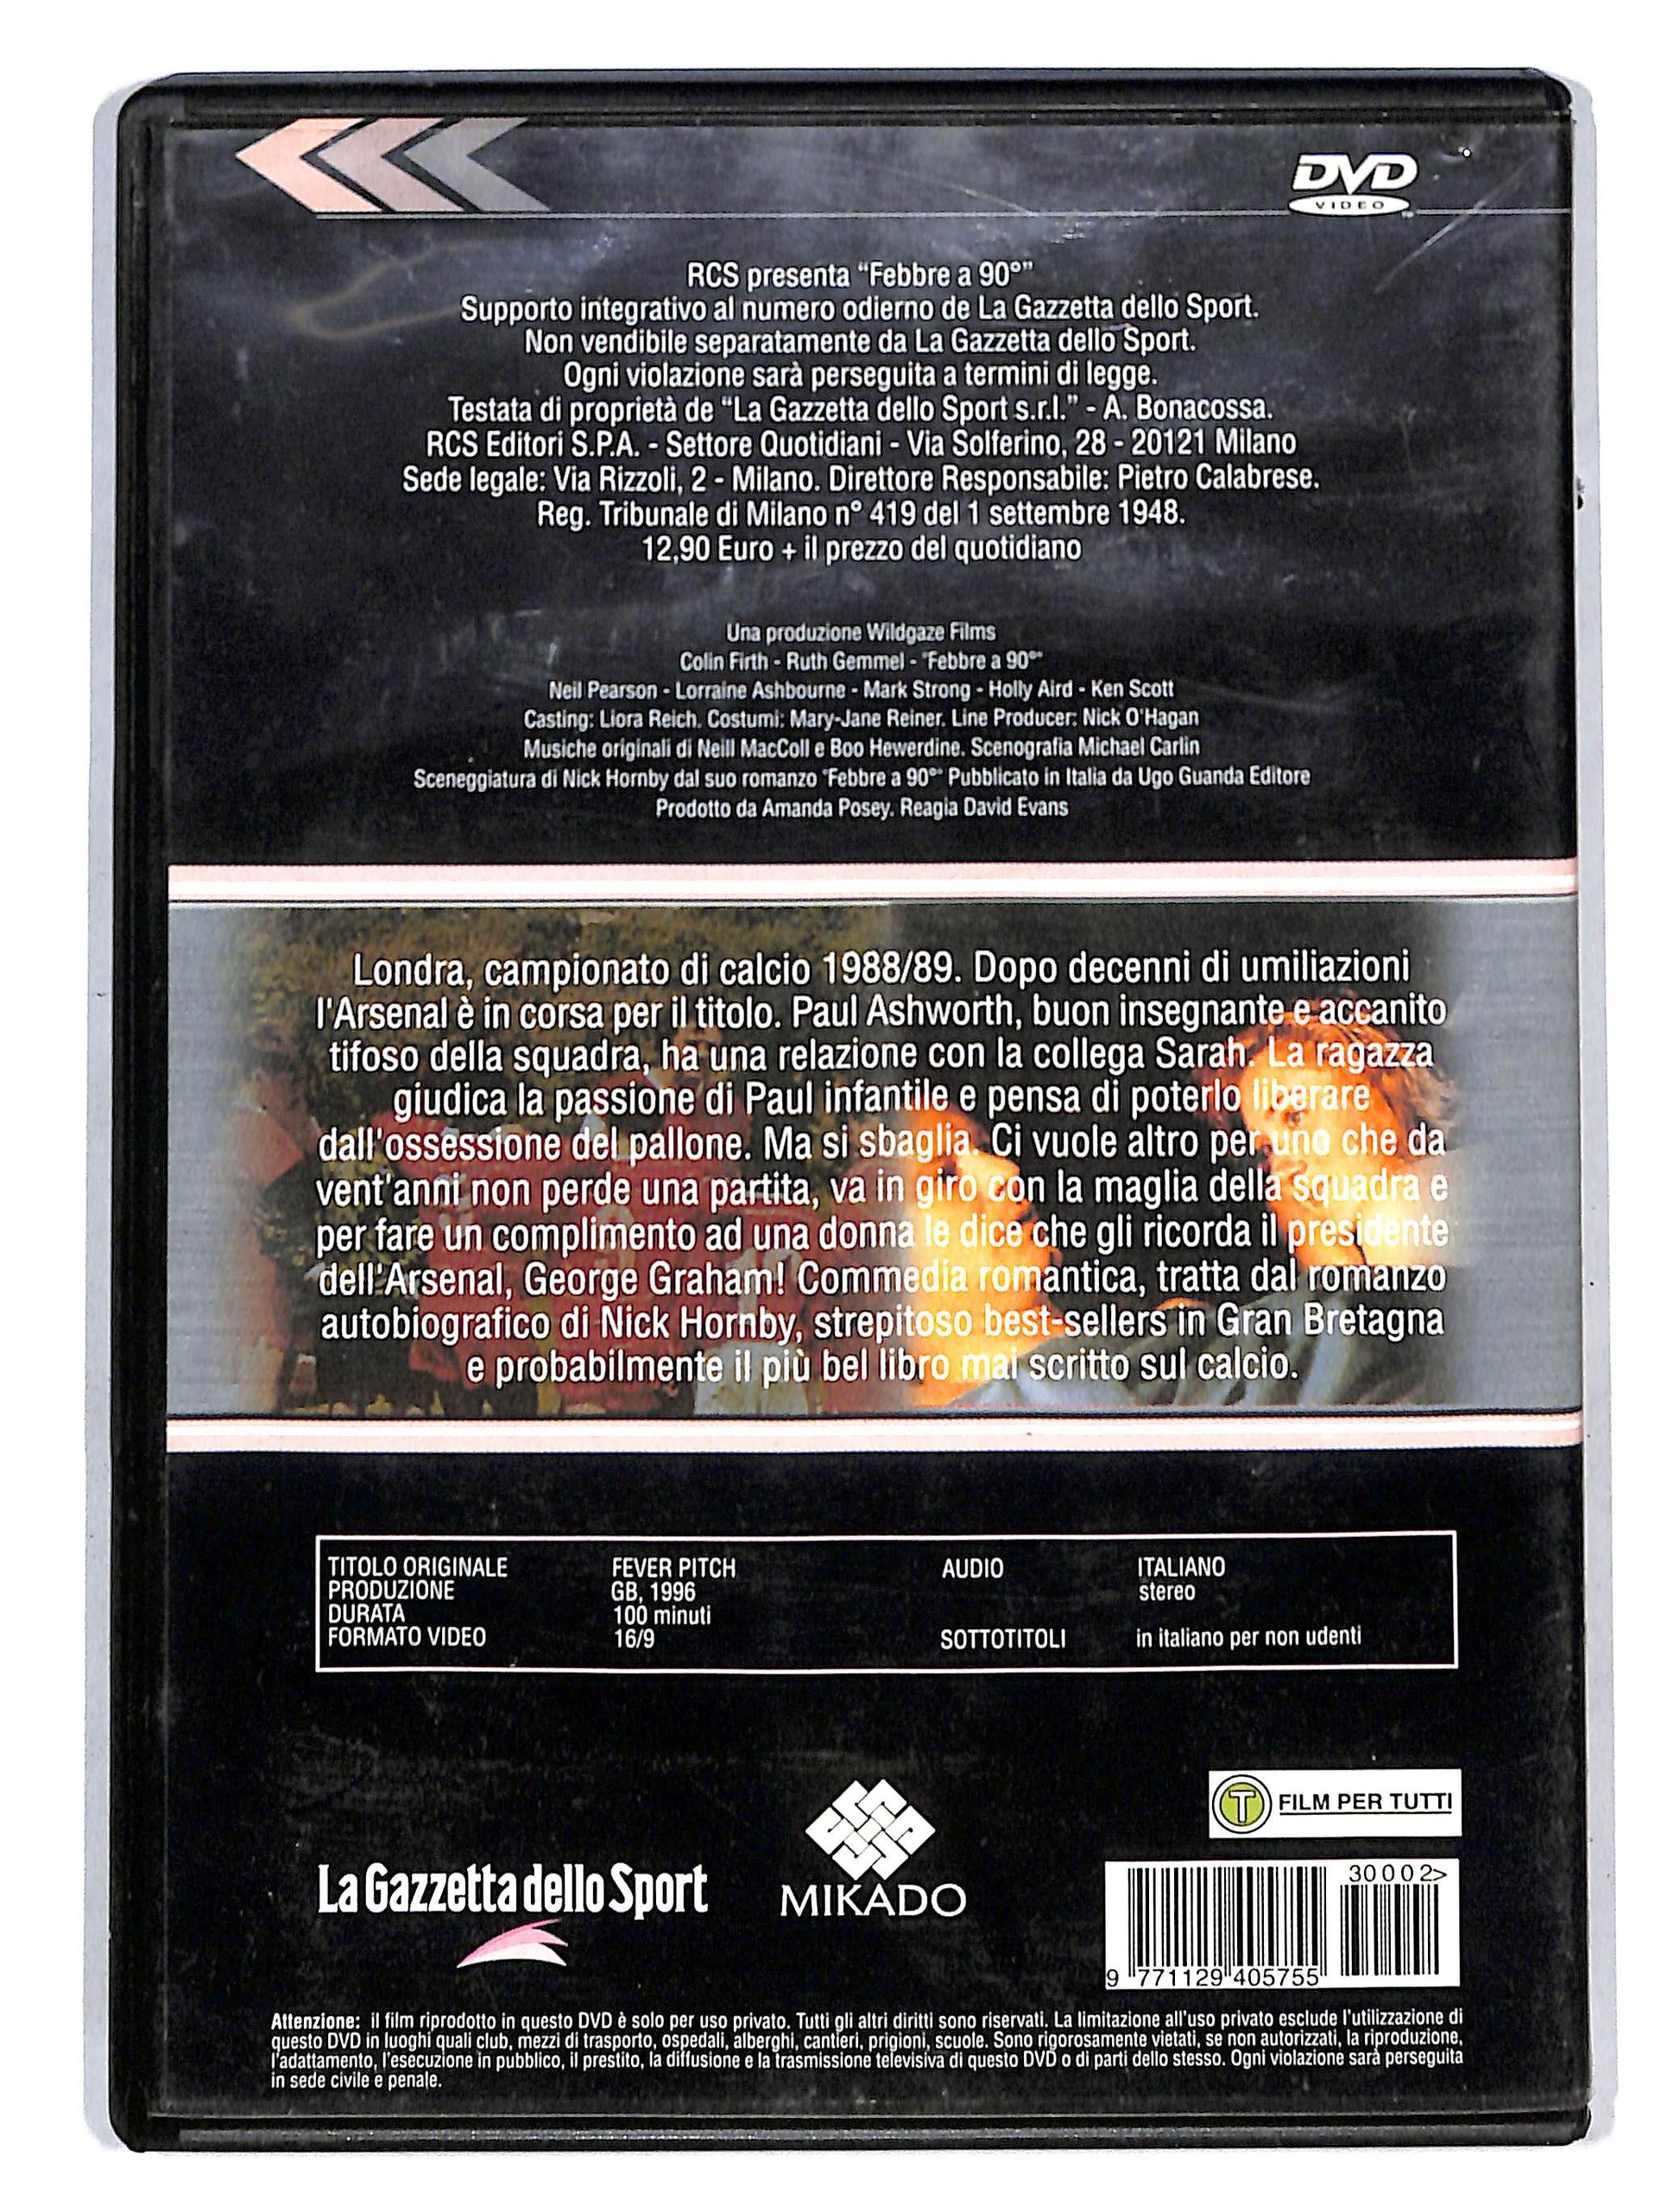 DVD
VIDEO
RCS presenta “Febbre a 90°”
Supporto integrativo al numero odierno de La Gazzetta dello Sport.
Non vendibile separatamente da La Gazzetta dello Sport.
Ogni violazione sarà perseguita a termini di legge.
Testata di proprietà de “La Gazzetta dello Sport s.r.l.” - A. Bonacossa.
RCS Editori S.P.A. - Settore Quotidiani - Via Solferino, 28 - 20121 Milano
Sede legale: Via Rizzoli, 2 - Milano. Direttore Responsabile: Pietro Calabrese.
Reg. Tribunale di Milano n° 419 del 1 settembre 1948.
12,90 Euro + il prezzo del quotidiano
Una produzione Wildgaze Films
Colin Firth - Ruth Gemmel - "Febbre a 90°"
Neil Pearson - Lorraine Ashbourne - Mark Strong - Holly Aird - Ken Scott
Casting: Liora Reich. Costumi: Mary-Jane Reiner. Line Producer: Nick O'Hagan
Musiche originali di Neill MacColl e Boo Hewerdine. Scenografia Michael Carlin
Sceneggiatura di Nick Hornby dal suo romanzo "Febbre a 90°" Pubblicato in Italia da Ugo Guanda Editore
Prodotto da Amanda Posey. Reagia David Evans
Londra, campionato di calcio 1988/89. Dopo decenni di umiliazioni
l'Arsenal è in corsa per il titolo. Paul Ashworth, buon insegnante e accanito
tifoso della squadra, ha una relazione con la collega Sarah. La ragazza
giudica la passione di Paul infantile e pensa di poterlo liberare
dall'ossessione del pallone. Ma si sbaglia. Ci vuole altro per uno che da
vent'anni non perde una partita, va in giro con la maglia della squadra e
per fare un complimento ad una donna le dice che gli ricorda il presidente
dell'Arsenal, George Graham! Commedia romantica, tratta dal romanzo
autobiografico di Nick Hornby, strepitoso best-sellers in Gran Bretagna
e probabilmente il più bel libro mai scritto sul calcio.
TITOLO ORIGINALE FEVER PITCH AUDIO ITALIANO
PRODUZIONE GB, 1996 stereo
DURATA 100 minuti
FORMATO VIDEO 16/9 SOTTOTITOLI in italiano per non udenti
T FILM PER TUTTI
La Gazzetta dello Sport
MIKADO
30002>
9 771129 405755
Attenzione: il film riprodotto in questo DVD è solo per uso privato. Tutti gli altri diritti sono riservati. La limitazione all'uso privato esclude l'utilizzazione di
questo DVD in luoghi quali club, mezzi di trasporto, ospedali, alberghi, cantieri, prigioni, scuole. Sono rigorosamente vietati, se non autorizzati, la riproduzione,
l'adattamento, l'esecuzione in pubblico, il prestito, la diffusione e la trasmissione televisiva di questo DVD o di parti dello stesso. Ogni violazione sarà perseguita
in sede civile e penale.